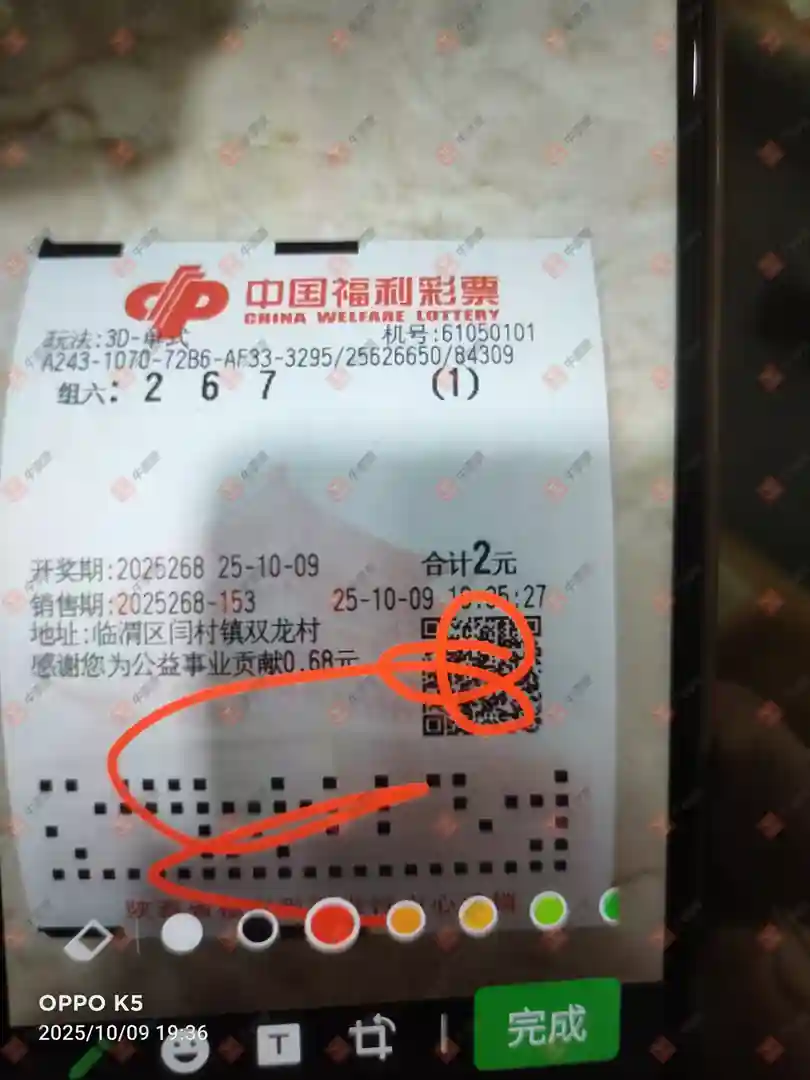 中国福利彩票
CHINA WELFARE LOTTERY
玩法:3D-单式 机号:61050101
A243-1070-72B6-AF33-3295/25626650/84309
组六: 2 6 7 (1)
开奖期:2025268 25-10-09 合计2元
销售期:2025268-153 25-10-09
地址:临渭区闫村镇双龙村
感谢您为公益事业贡献0.68元
T
完成
OPPO K5
2025/10/09 19:36